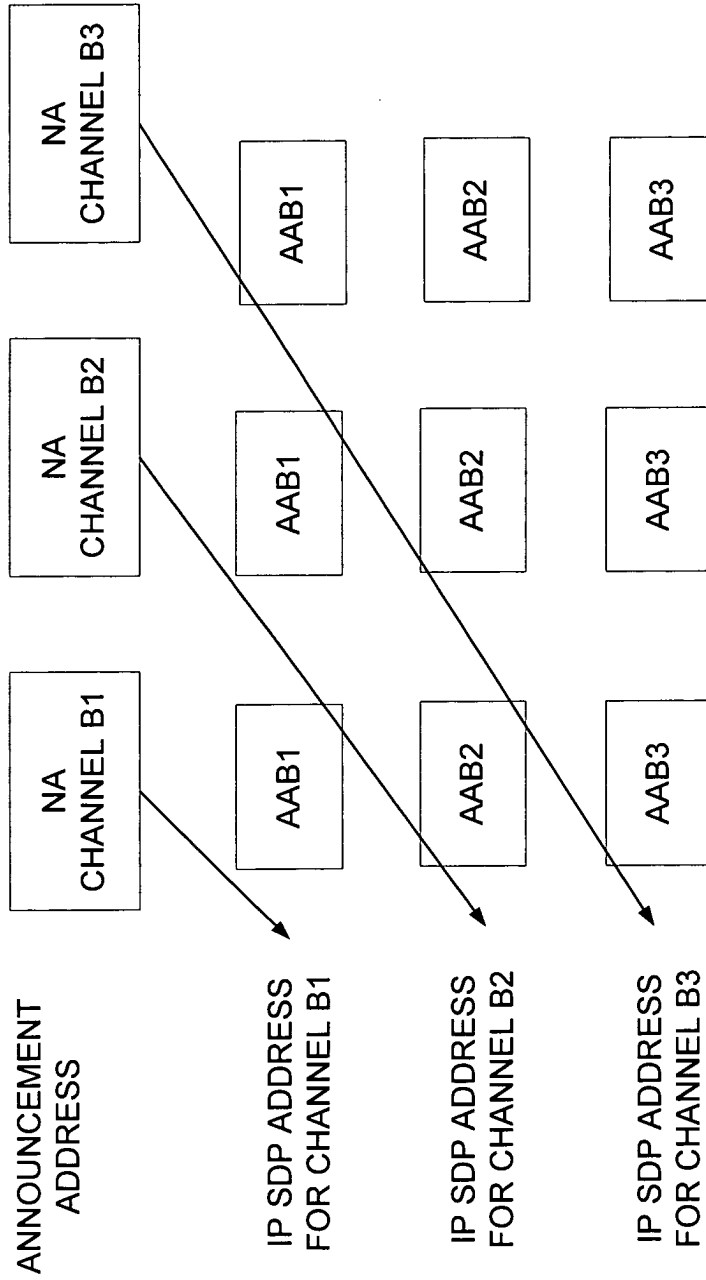 ANNOUNCEMENT
ADDRESS
NA
CHANNEL B1
NA
CHANNEL B2
NA
CHANNEL B3
IP SDP ADDRESS
FOR CHANNEL B1
AAB1
AAB1
AAB1
IP SDP ADDRESS
FOR CHANNEL B2
AAB2
AAB2
AAB2
IP SDP ADDRESS
FOR CHANNEL B3
AAB3
AAB3
AAB3